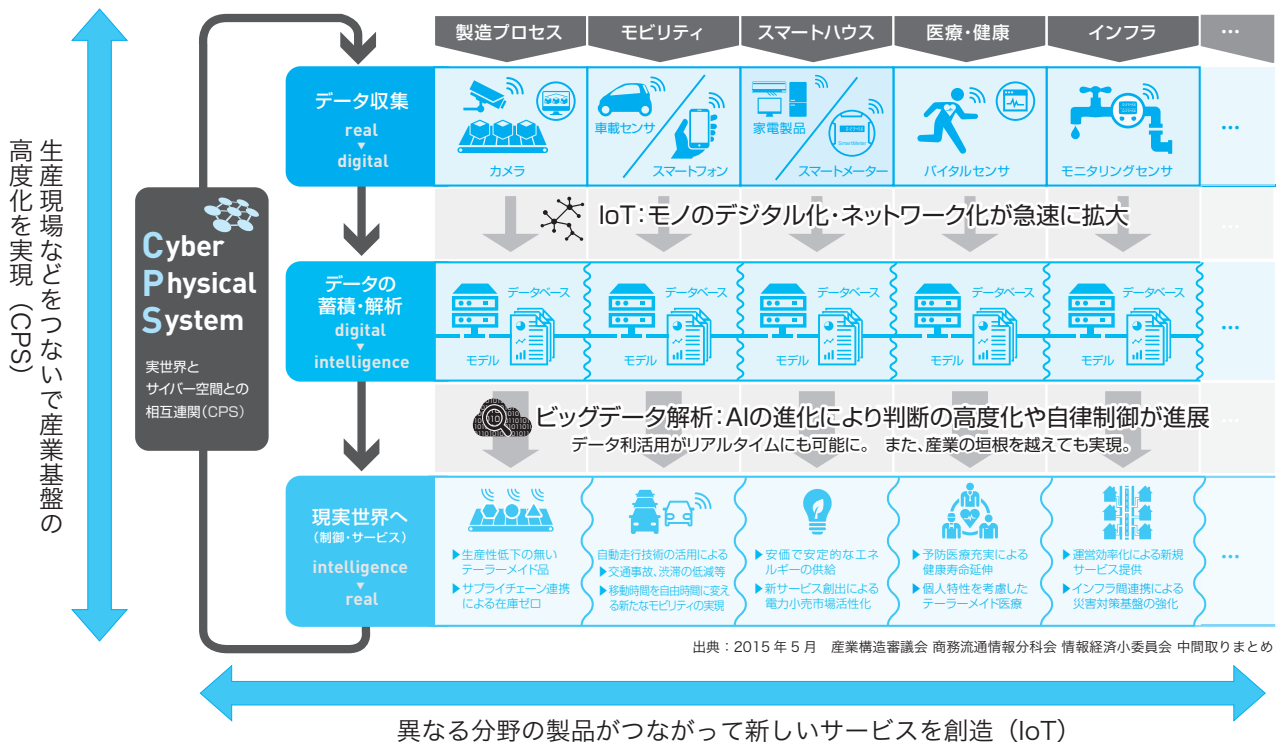 生産現場などをつないで産業基盤の
高度化を実現（CPS）
Cyber
Physical
System
実世界と
サイバー空間との
相互連関(CPS)
製造プロセス
モビリティ
スマートハウス
医療・健康
インフラ
…
データ収集
real
digital
カメラ
車載センサ
スマートフォン
家電製品
SmartMeter
スマートメーター
バイタルセンサ
モニタリングセンサ
…
IoT：モノのデジタル化・ネットワーク化が急速に拡大
…
データの
蓄積・解析
digital
intelligence
データベース
モデル
データベース
モデル
データベース
モデル
データベース
モデル
データベース
モデル
…
ビッグデータ解析：AIの進化により判断の高度化や自律制御が進展
データ利活用がリアルタイムにも可能に。 また、産業の垣根を越えても実現。
…
現実世界へ
（制御・サービス）
intelligence
real
▶生産性低下の無い
テーラーメイド品
▶サプライチェーン連携
による在庫ゼロ
自動走行技術の活用による
▶交通事故、渋滞の低減等
▶移動時間を自由時間に変え
る新たなモビリティの実現
▶安価で安定的なエネ
ルギーの供給
▶新サービス創出による
電力小売市場活性化
▶予防医療充実による
健康寿命延伸
▶個人特性を考慮した
テーラーメイド医療
▶運営効率化による新規
サービス提供
▶インフラ間連携による
災害対策基盤の強化
…
出典：2015年5月　産業構造審議会 商務流通情報分科会 情報経済小委員会 中間取りまとめ
異なる分野の製品がつながって新しいサービスを創造（IoT）